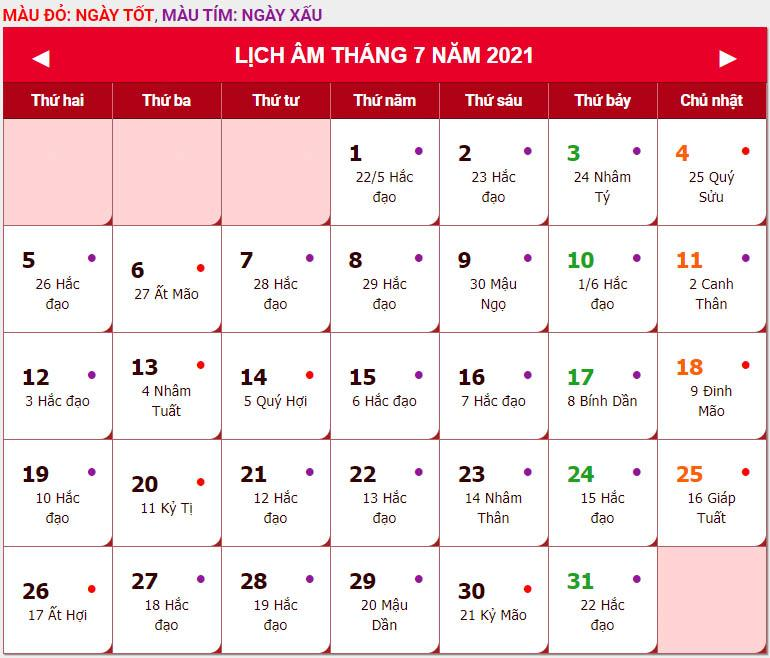 MÀU ĐỎ: NGÀY TỐT, MÀU TÍM: NGÀY XẤU
LỊCH ÂM THÁNG 7 NĂM 2021
Thứ hai Thứ ba Thứ tư Thứ năm Thứ sáu Thứ bảy Chủ nhật
1 2 3 4
22/5 Hắc 23 Hắc 24 Nhâm 25 Quý
đạo đạo Tý Sửu
5 6 7 8 9 10 11
26 Hắc 27 Ất Mão 28 Hắc 29 Hắc 30 Mậu 1/6 Hắc 2 Canh
đạo đạo đạo Ngọ đạo Thân
12 13 14 15 16 17 18
3 Hắc đạo 4 Nhâm 5 Quý Hợi 6 Hắc đạo 7 Hắc đạo 8 Bính Dần 9 Đinh
Tuất Mão
19 20 21 22 23 24 25
10 Hắc 11 Kỷ Tị 12 Hắc 13 Hắc 14 Nhâm 15 Hắc 16 Giáp
đạo đạo đạo Thân đạo Tuất
26 27 28 29 30 31
17 Ất Hợi 18 Hắc 19 Hắc 20 Mậu 21 Kỷ Mão 22 Hắc
đạo đạo Dần đạo